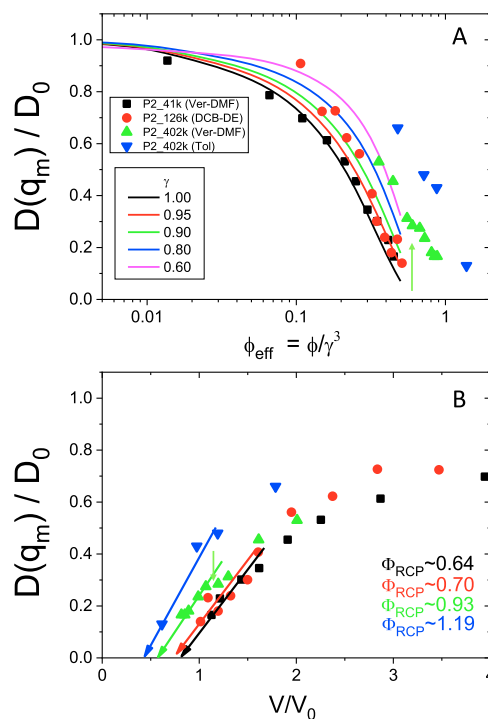 A
D(q_m) / D_0
1.0
0.8
0.6
0.4
0.2
0.0
P2_41k (Ver-DMF)
P2_126k (DCB-DE)
P2_402k (Ver-DMF)
P2_402k (Tol)
γ
1.00
0.95
0.90
0.80
0.60
0.01 0.1 1
ϕ_eff = ϕ/γ^3
B
D(q_m) / D_0
1.0
0.8
0.6
0.4
0.2
0.0
Φ_RCP~0.64
Φ_RCP~0.70
Φ_RCP~0.93
Φ_RCP~1.19
0 1 2 3 4
V/V_0